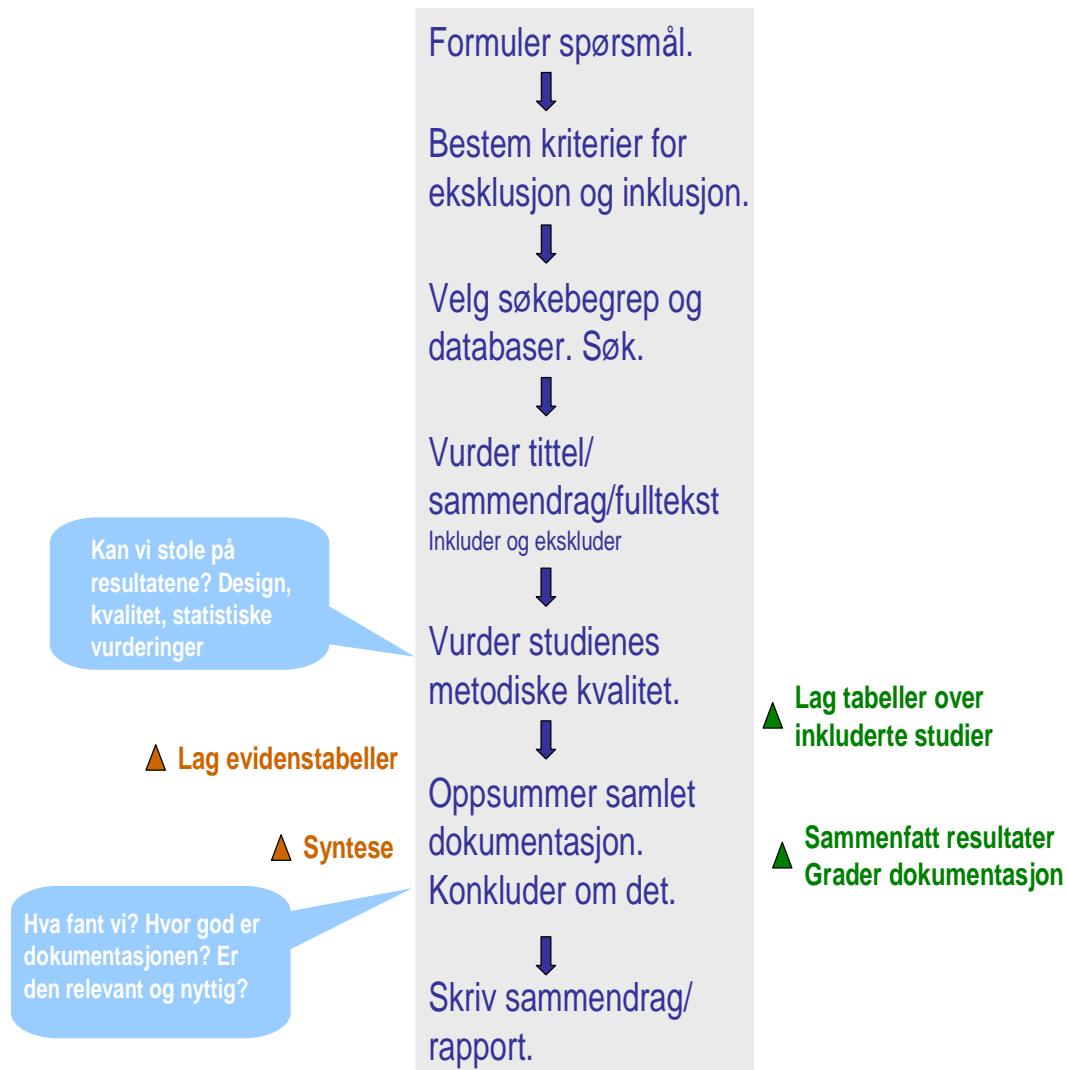 Formuler spørsmål.
Bestem kriterier for
eksklusjon og inklusjon.
Velg søkebegrep og
databaser. Søk.
Vurder tittel/
sammendrag/fulltekst
Inkluder og ekskluder
Kan vi stole på
resultatene? Design,
kvalitet, statistiske
vurderinger
Vurder studienes
metodiske kvalitet.
Lag tabeller over
inkluderte studier
Lag evidenstabeller
Oppsummer samlet
dokumentasjon.
Konkluder om det.
Syntese
Sammenfatt resultater
Grader dokumentasjon
Hva fant vi? Hvor god er
dokumentasjonen? Er
den relevant og nyttig?
Skriv sammendrag/
rapport.